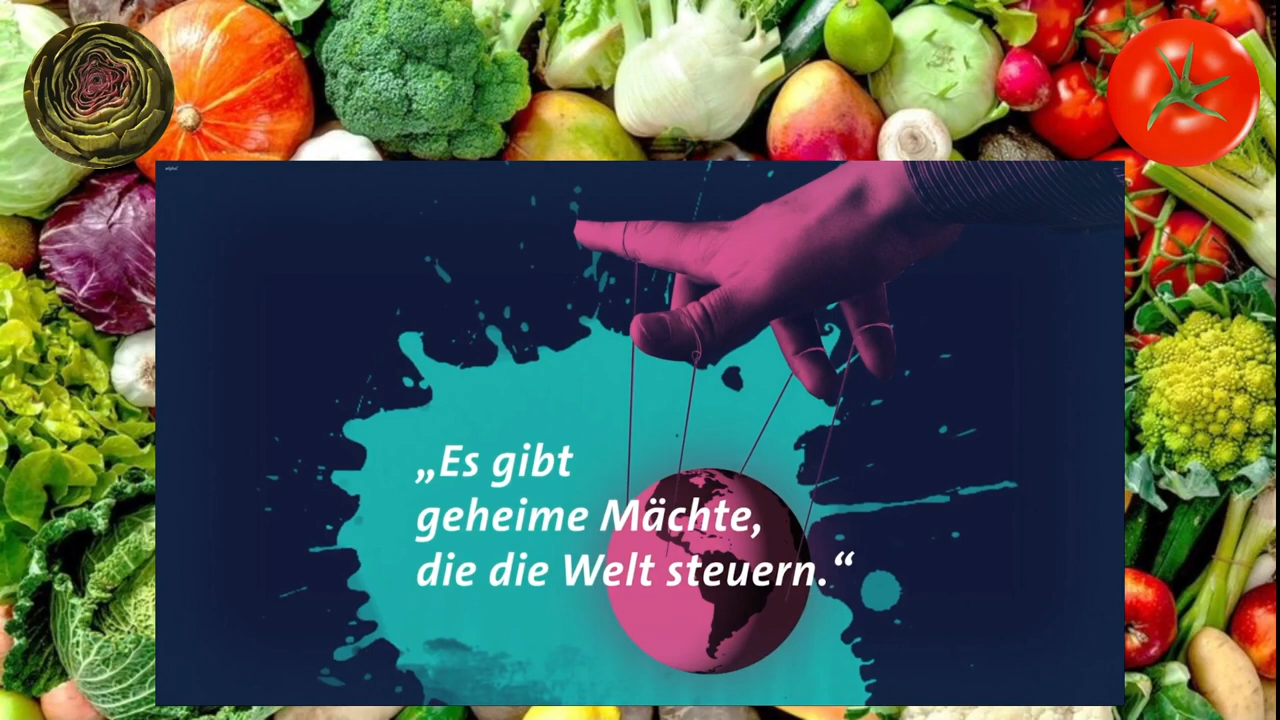 „Es gibt
geheime Mächte,
die die Welt steuern.“